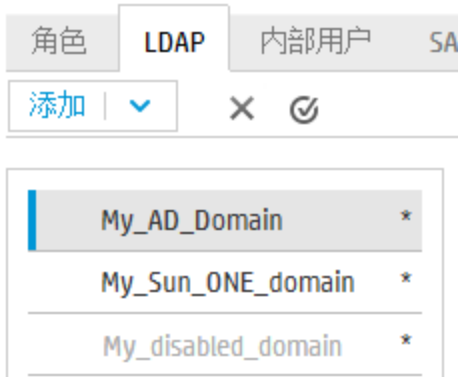 角色 LDAP 内部用户 SA
添加
My_AD_Domain *
My_Sun_ONE_domain *
My_disabled_domain *